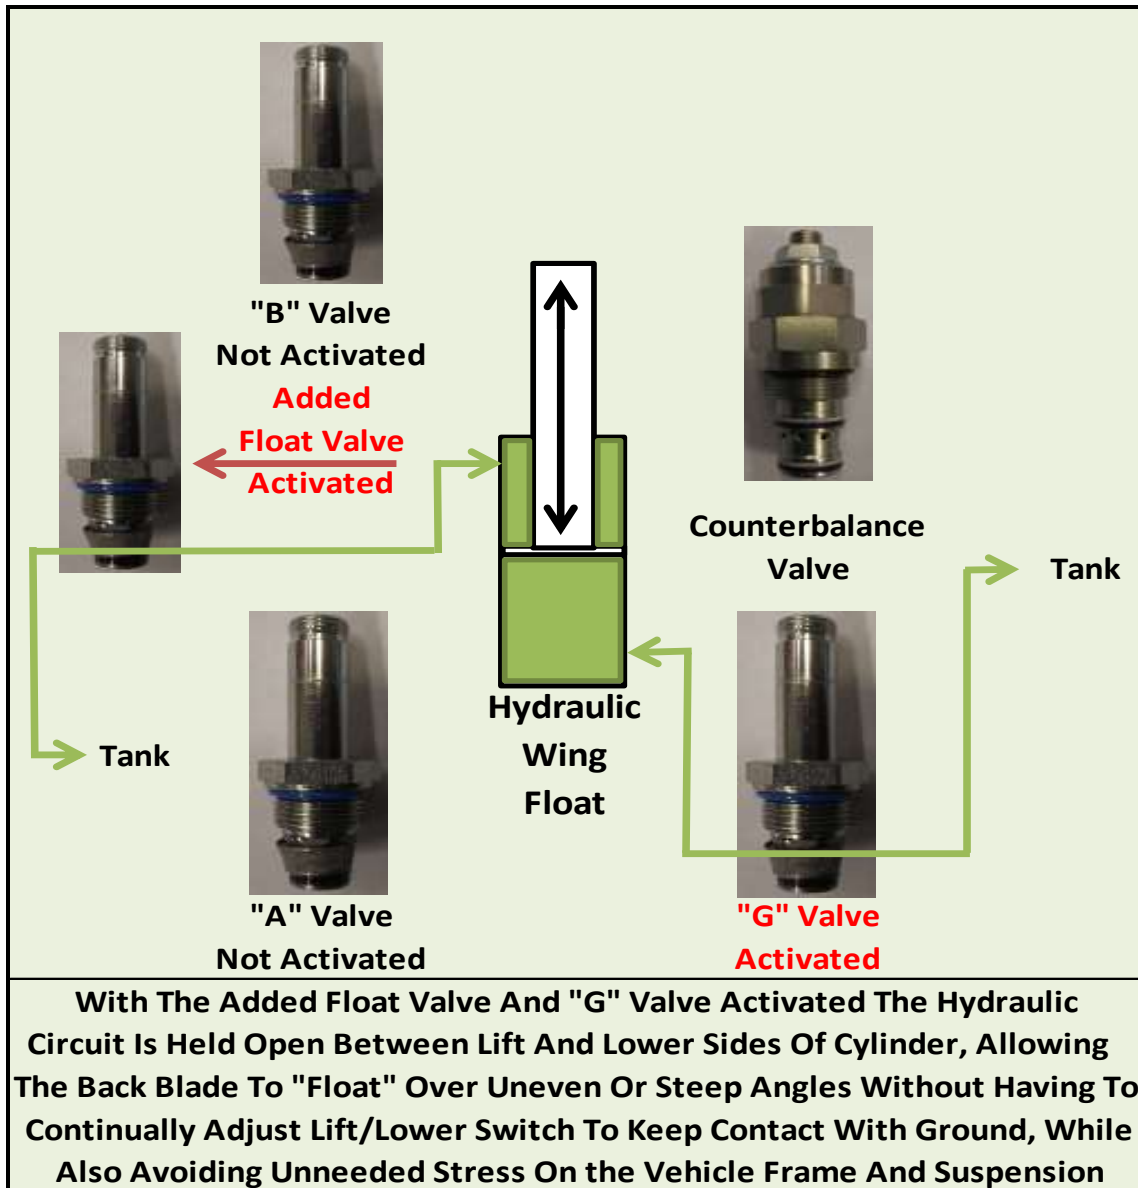 "B" Valve
Not Activated
Added
Float Valve
Activated
Counterbalance
Valve
Tank
Tank
Hydraulic
Wing
Float
"A" Valve
Not Activated
"G" Valve
Activated
With The Added Float Valve And "G" Valve Activated The Hydraulic
Circuit Is Held Open Between Lift And Lower Sides Of Cylinder, Allowing
The Back Blade To "Float" Over Uneven Or Steep Angles Without Having To
Continually Adjust Lift/Lower Switch To Keep Contact With Ground, While
Also Avoiding Unneeded Stress On the Vehicle Frame And Suspension